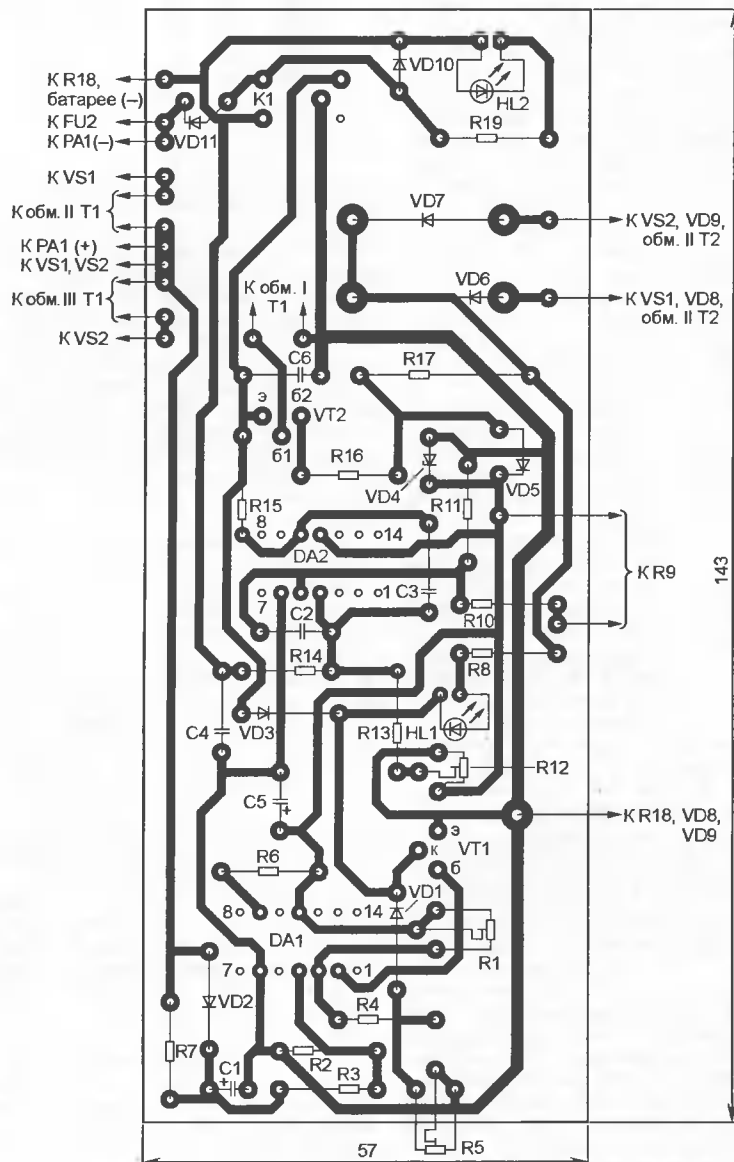 К R18,
батарее (–)
К FU2
К PA1(–)
К VS1
К обм. II T1
К PA1 (+)
К VS1, VS2
К обм. III T1
К VS2
VD11
K1
VD10
HL2
R19
VD7
К VS2, VD9,
обм. II T2
VD6
К VS1, VD8,
обм. II T2
К обм. I
T1
C6
R17
э
б2
VT2
б1
R16
VD4
VD5
R15
R11
8
14
DA2
К R9
143
7
1
C3
C2
R10
R14
R8
C4
VD3
R13
HL1
R12
C5
К R18, VD8,
VD9
э
VT1
к
б
R6
VD1
8
14
DA1
R1
7
1
VD2
R4
R7
C1
+
R2
R3
R5
57
+